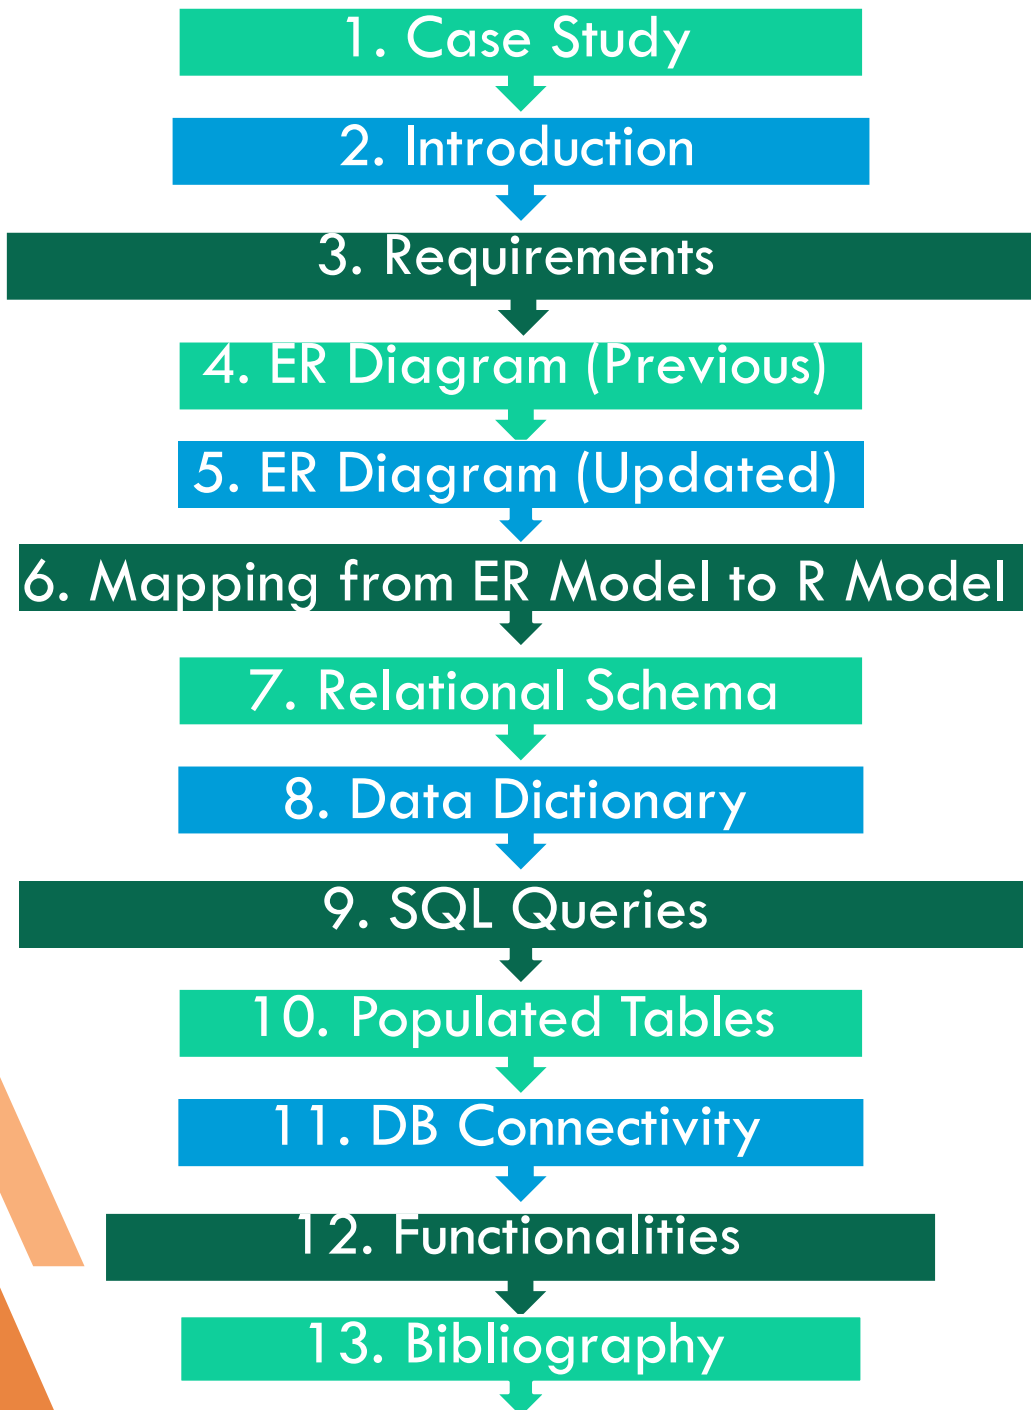 1. Case Study
2. Introduction
3. Requirements
4. ER Diagram (Previous)
5. ER Diagram (Updated)
6. Mapping from ER Model to R Model
7. Relational Schema
8. Data Dictionary
9. SQL Queries
10. Populated Tables
11. DB Connectivity
12. Functionalities
13. Bibliography